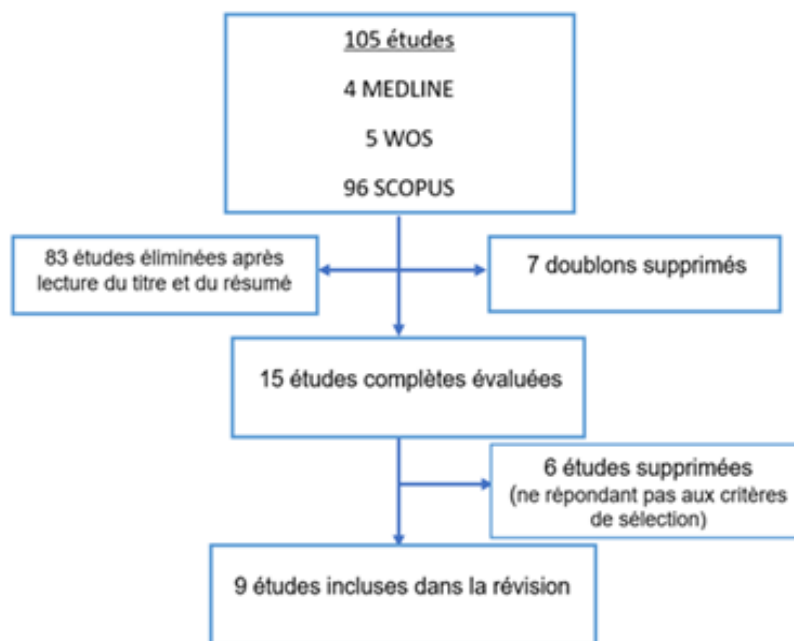 105 études
4 MEDLINE
5 WOS
96 SCOPUS
83 études éliminées après
lecture du titre et du résumé
7 doublons supprimés
15 études complètes évaluées
6 études supprimées
(ne répondant pas aux critères
de sélection)
9 études incluses dans la révision